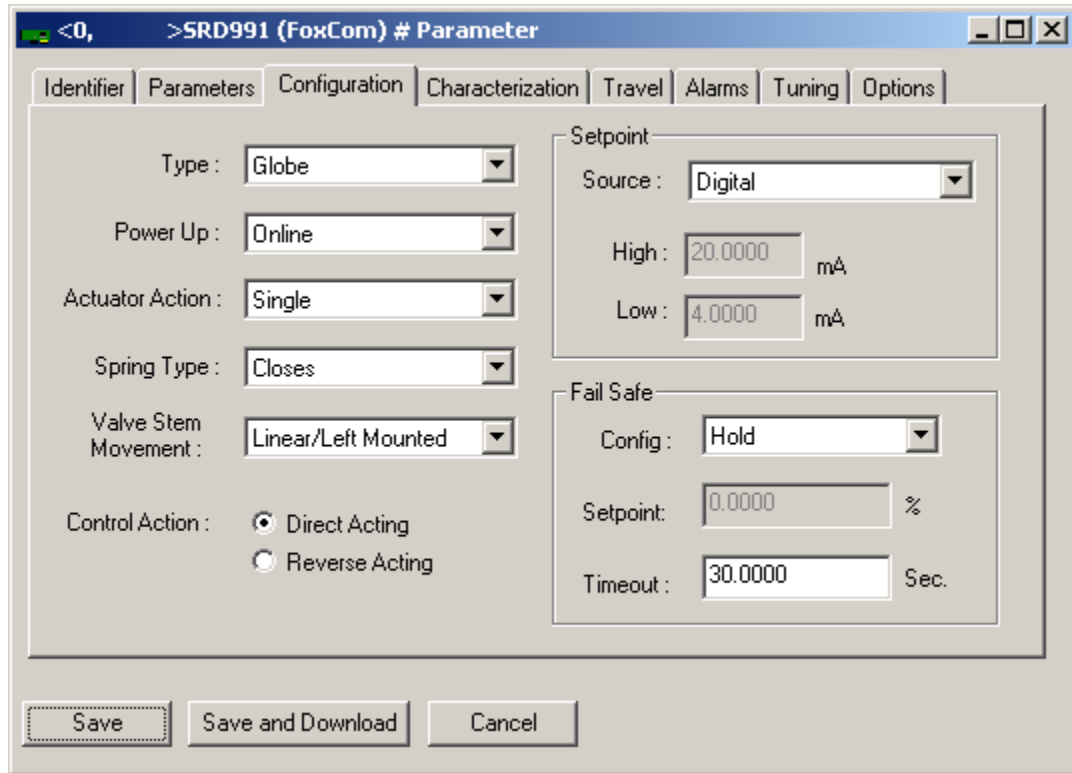 <0, >SRD991 (FoxCom) # Parameter
Identifier Parameters Configuration Characterization Travel Alarms Tuning Options
Type : Globe
Power Up : Online
Actuator Action : Single
Spring Type : Closes
Valve Stem
Movement : Linear/Left Mounted
Control Action : Direct Acting
Reverse Acting
Setpoint
Source : Digital
High : 20.0000 mA
Low : 4.0000 mA
Fail Safe
Config : Hold
Setpoint: 0.0000 %
Timeout : 30.0000 Sec.
Save Save and Download Cancel